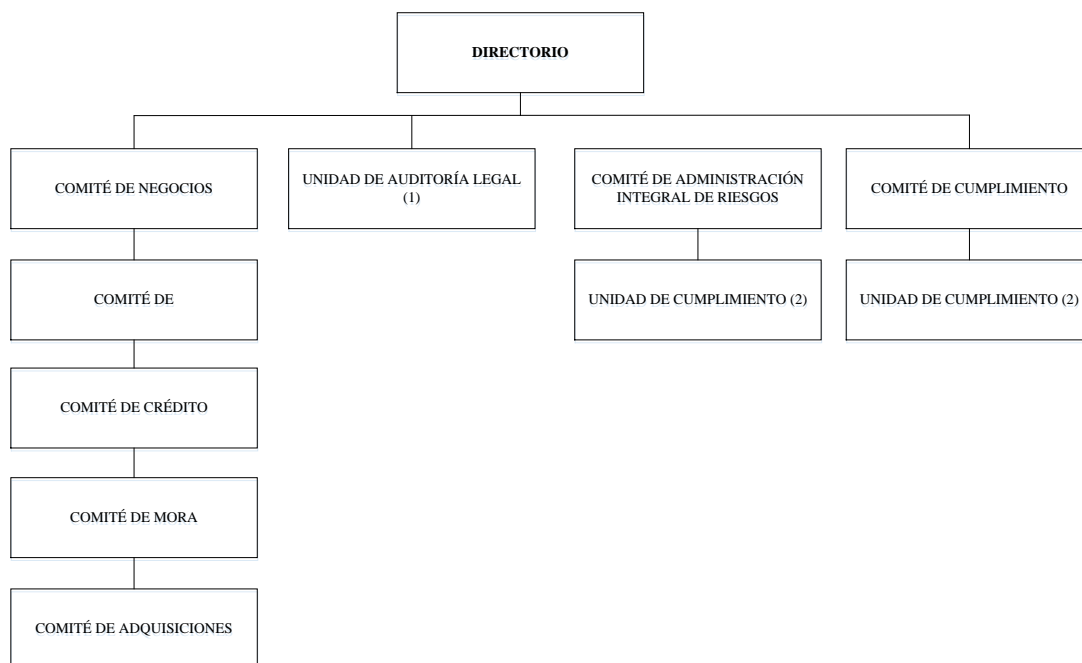 DIRECTORIO
COMITÉ DE NEGOCIOS
UNIDAD DE AUDITORÍA LEGAL
(1)
COMITÉ DE ADMINISTRACIÓN
INTEGRAL DE RIESGOS
COMITÉ DE CUMPLIMIENTO
COMITÉ DE
UNIDAD DE CUMPLIMIENTO (2)
UNIDAD DE CUMPLIMIENTO (2)
COMITÉ DE CRÉDITO
COMITÉ DE MORA
COMITÉ DE ADQUISICIONES